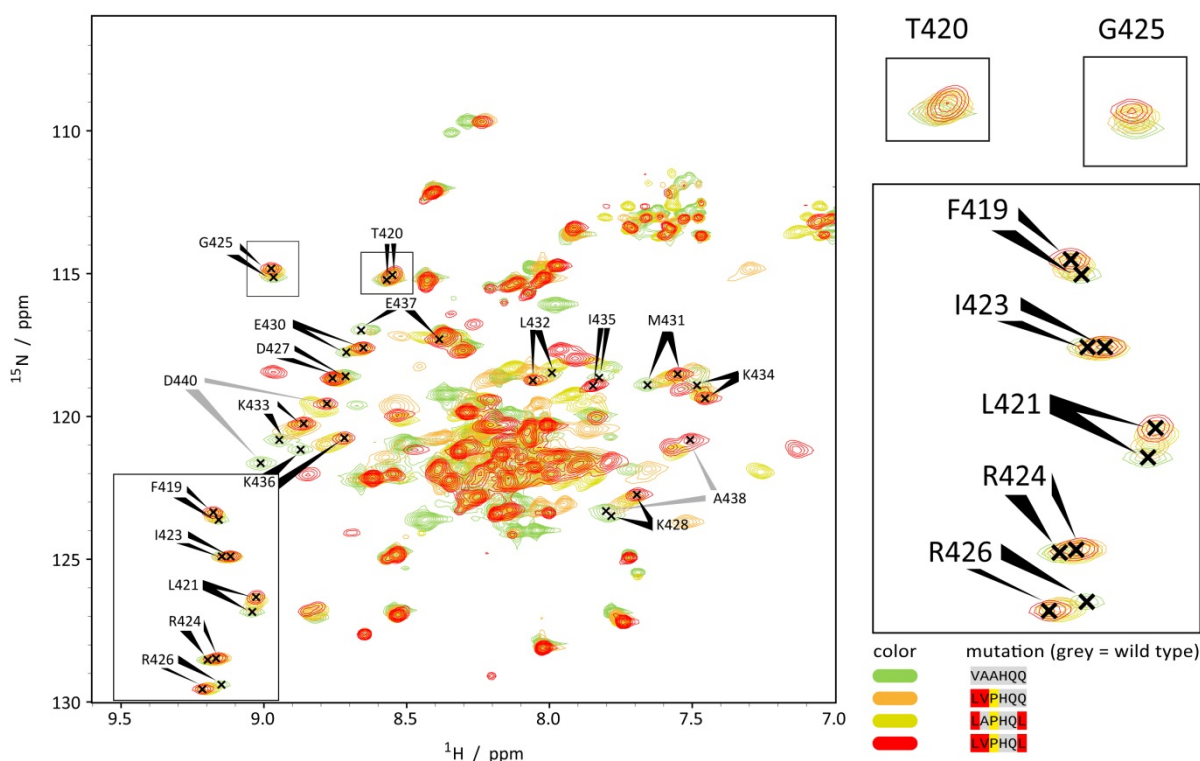 T420
G425
110
115
120
125
130
¹⁵N / ppm
9.5
9.0
8.5
8.0
7.5
7.0
¹H / ppm
G425
T420
E437
E430
L432
I435
M431
D427
D440
K434
K433
K436
A438
K428
F419
I423
L421
R424
R426
F419
I423
L421
R424
R426
color mutation (grey = wild type)
VAAHQQ
LVPHQQ
LAPHQL
LVPHQL